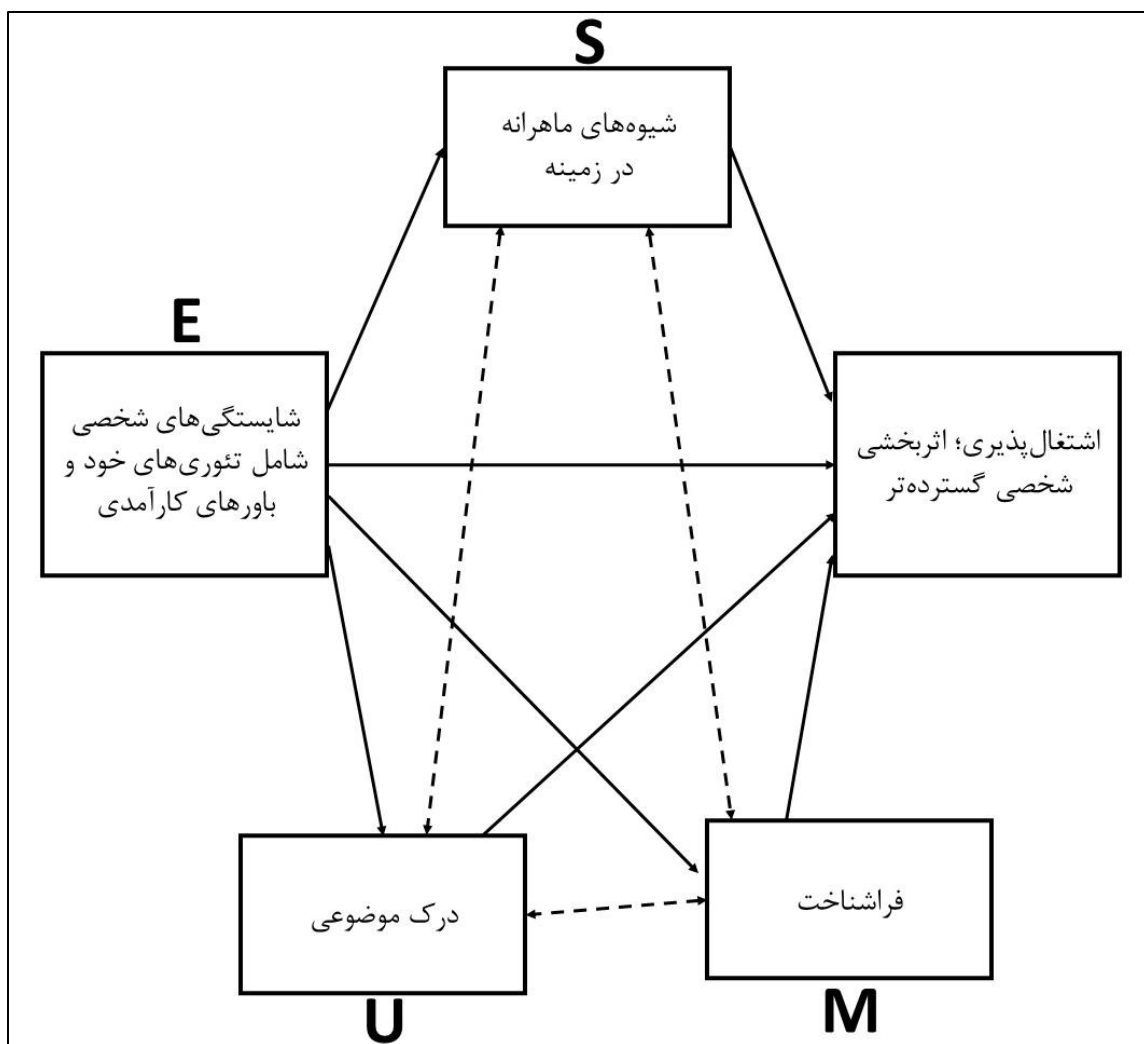 S
شیوه‌های ماهرانه
در زمینه
E
شایستگی‌های شخصی
شامل تئوری‌های خود و
باورهای کارآمدی
اشتغال‌پذیری؛ اثربخشی
شخصی گسترده‌تر
درک موضوعی
U
فراشناخت
M